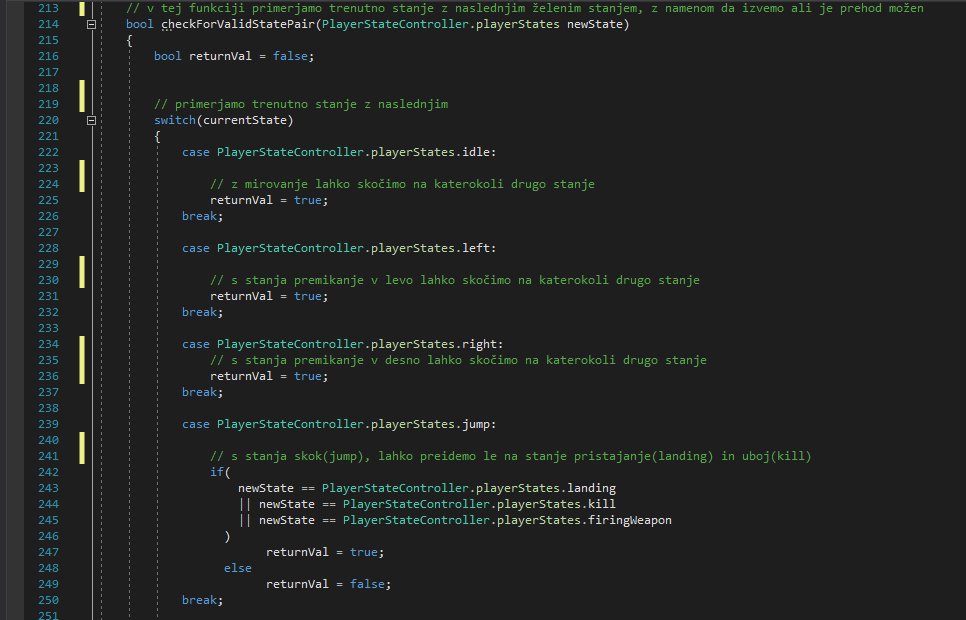 213 // v tej funkciji primerjamo trenutno stanje z naslednjim želenim stanjem, z namenom da izvemo ali je prehod možen
214 bool checkForValidStatePair(PlayerStateController.playerStates newState)
215 {
216 bool returnVal = false;
217
218
219 // primerjamo trenutno stanje z naslednjim
220 switch(currentState)
221 {
222 case PlayerStateController.playerStates.idle:
223
224 // z mirovanje lahko skočimo na katerokoli drugo stanje
225 returnVal = true;
226 break;
227
228 case PlayerStateController.playerStates.left:
229
230 // s stanja premikanje v levo lahko skočimo na katerokoli drugo stanje
231 returnVal = true;
232 break;
233
234 case PlayerStateController.playerStates.right:
235 // s stanja premikanje v desno lahko skočimo na katerokoli drugo stanje
236 returnVal = true;
237 break;
238
239 case PlayerStateController.playerStates.jump:
240
241 // s stanja skok(jump), lahko preidemo le na stanje pristajanje(landing) in uboj(kill)
242 if(
243 newState == PlayerStateController.playerStates.landing
244 || newState == PlayerStateController.playerStates.kill
245 || newState == PlayerStateController.playerStates.firingWeapon
246 )
247 returnVal = true;
248 else
249 returnVal = false;
250 break;
251